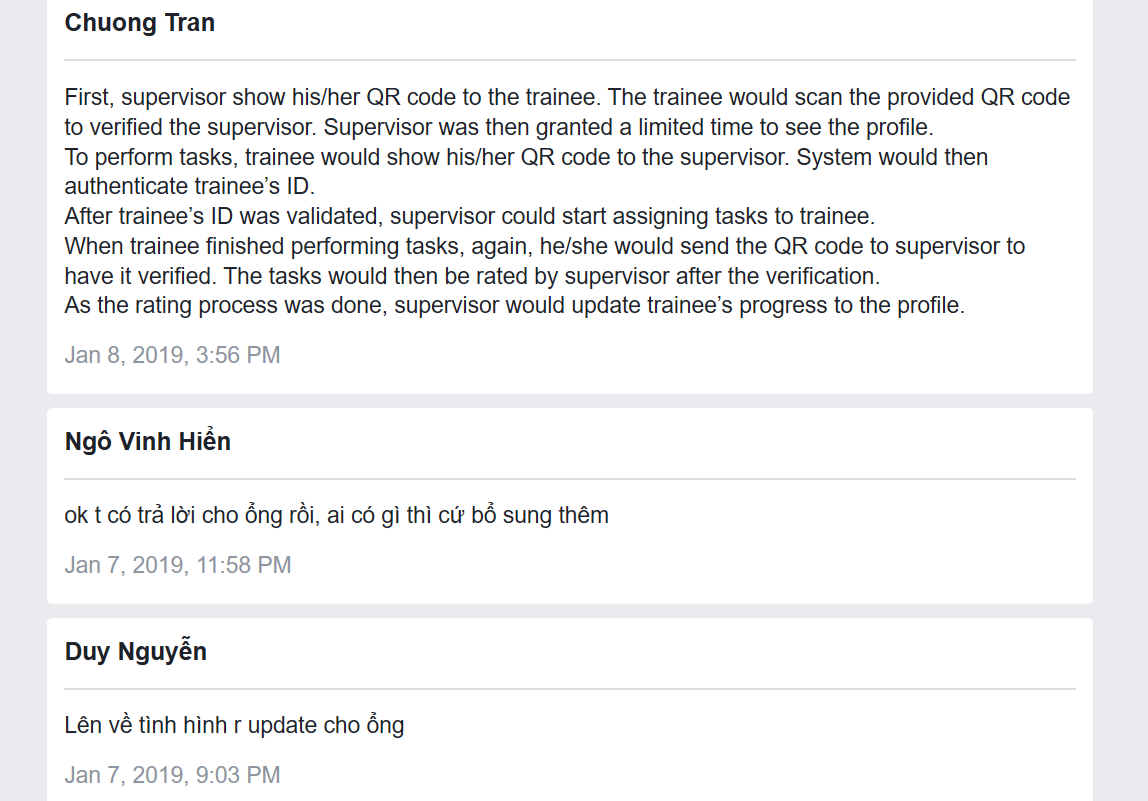 Chuong Tran
First, supervisor show his/her QR code to the trainee. The trainee would scan the provided QR code
to verified the supervisor. Supervisor was then granted a limited time to see the profile.
To perform tasks, trainee would show his/her QR code to the supervisor. System would then
authenticate trainee’s ID.
After trainee’s ID was validated, supervisor could start assigning tasks to trainee.
When trainee finished performing tasks, again, he/she would send the QR code to supervisor to
have it verified. The tasks would then be rated by supervisor after the verification.
As the rating process was done, supervisor would update trainee’s progress to the profile.
Jan 8, 2019, 3:56 PM
Ngô Vinh Hiển
ok t có trả lời cho ổng rồi, ai có gì thì cứ bổ sung thêm
Jan 7, 2019, 11:58 PM
Duy Nguyễn
Lên về tình hình r update cho ổng
Jan 7, 2019, 9:03 PM